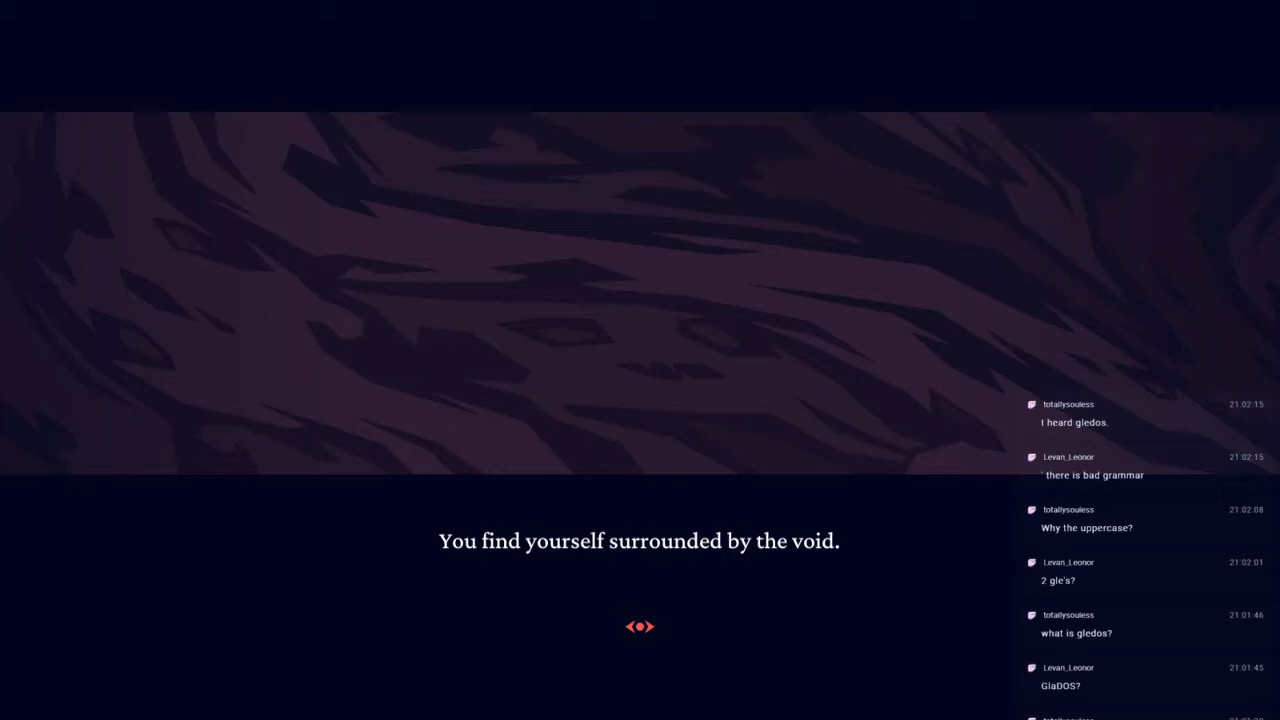 totallysouless 21:02:15
I heard gledos.
Levan_Leonor 21:02:15
' there is bad grammar
totallysouless 21:02:08
Why the uppercase?
You find yourself surrounded by the void.
Levan_Leonor 21:02:01
2 gle's?
totallysouless 21:01:46
what is gledos?
Levan_Leonor 21:01:45
GlaDOS?